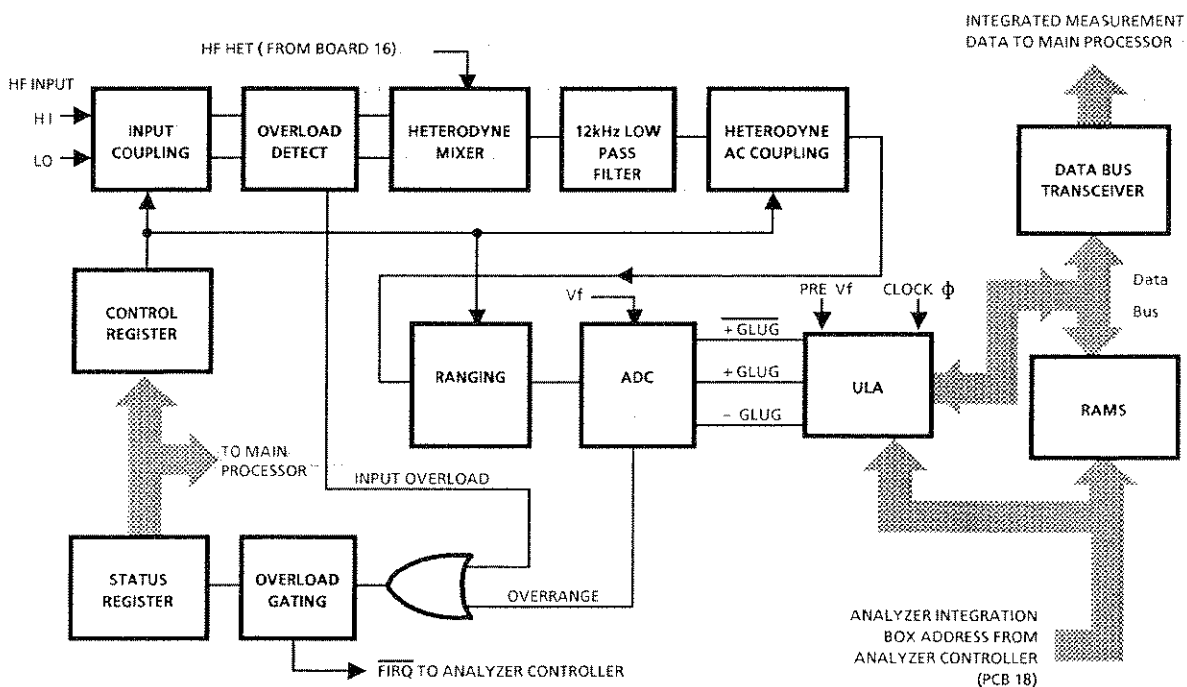 INTEGRATED MEASUREMENT
DATA TO MAIN PROCESSOR
HF HET (FROM BOARD 16)
HF INPUT
HI
LO
INPUT
COUPLING
OVERLOAD
DETECT
HETERODYNE
MIXER
12kHz LOW
PASS
FILTER
HETERODYNE
AC COUPLING
DATA BUS
TRANSCEIVER
CONTROL
REGISTER
Vf
PRE Vf
CLOCK ϕ
Data
Bus
RANGING
ADC
+ GLUG
+ GLUG
- GLUG
ULA
RAMS
TO MAIN
PROCESSOR
INPUT OVERLOAD
STATUS
REGISTER
OVERLOAD
GATING
OVERRANGE
FIRQ TO ANALYZER CONTROLLER
ANALYZER INTEGRATION
BOX ADDRESS FROM
ANALYZER CONTROLLER
(PCB 18)